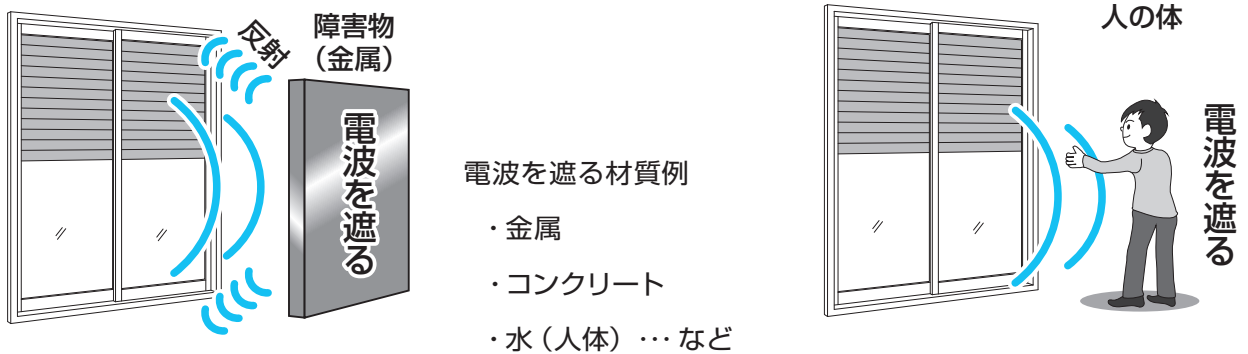 反射
障害物
（金属）
電波を遮る
電波を遮る材質例
・金属
・コンクリート
・水（人体）… など
人の体
電波を遮る